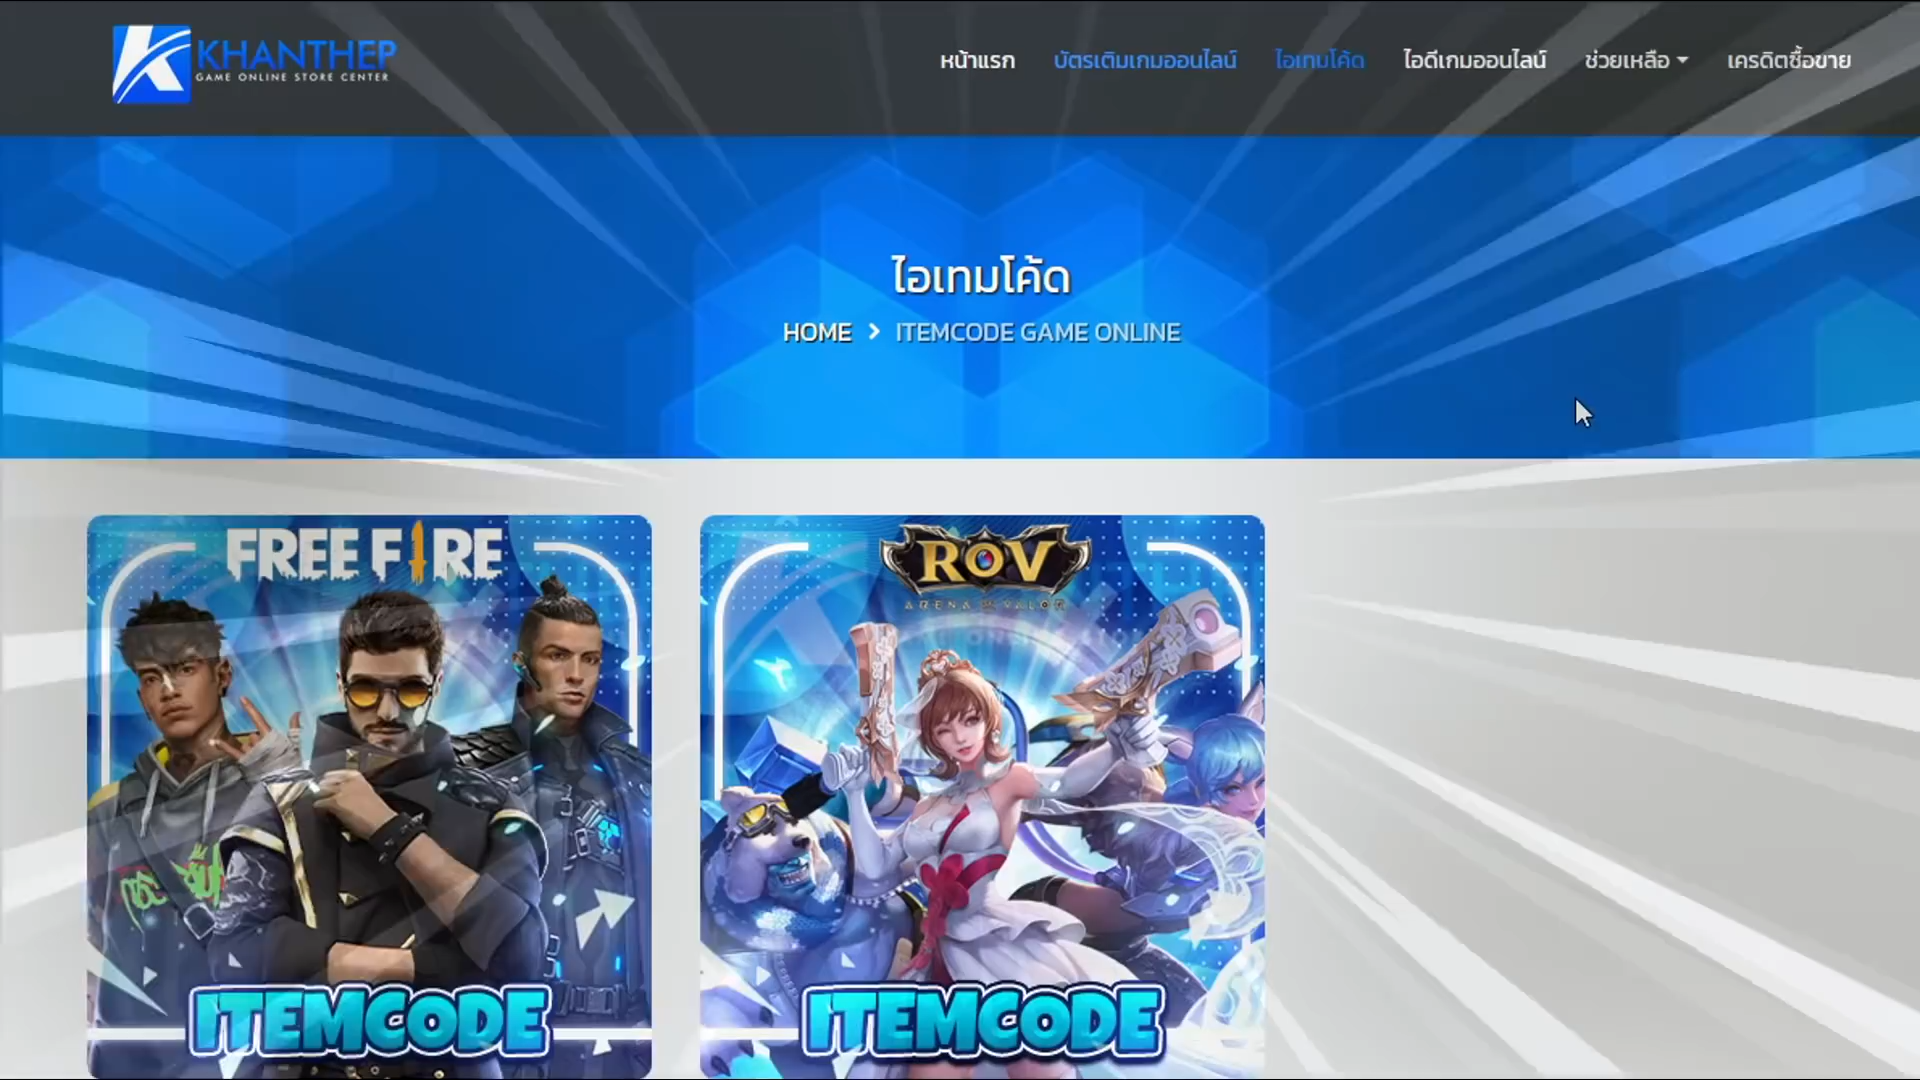 KHANTHEP
GAME ONLINE STORE CENTER
หน้าแรก
บัตรเติมเกมออนไลน์
ไอเทมโค้ด
ไอดีเกมออนไลน์
ช่วยเหลือ
เครดิตซื้อขาย
ไอเทมโค้ด
HOME
ITEMCODE GAME ONLINE
FREE FIRE
ITEMCODE
ROV
ARENA OF VALOR
ITEMCODE